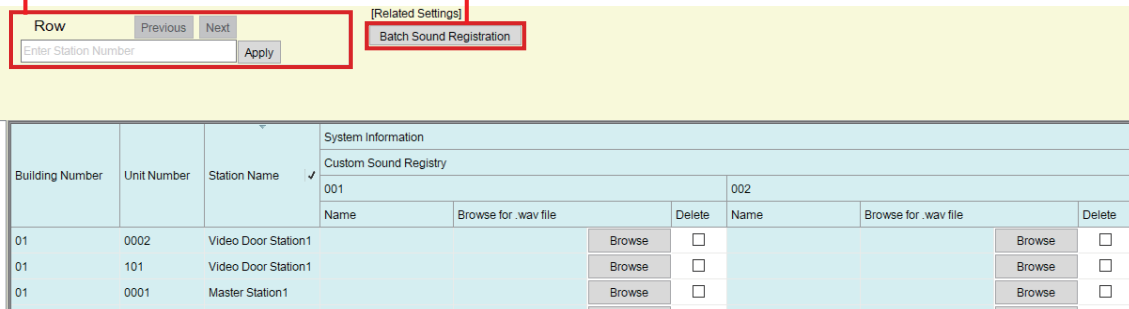 [Related Settings]
Row Previous Next
Batch Sound Registration
Enter Station Number Apply
System Information
Custom Sound Registry
Building Number Unit Number Station Name
001 002
Name Browse for .wav file Delete Name Browse for .wav file Delete
01 0002 Video Door Station1 Browse Browse
01 101 Video Door Station1 Browse Browse
01 0001 Master Station1 Browse Browse